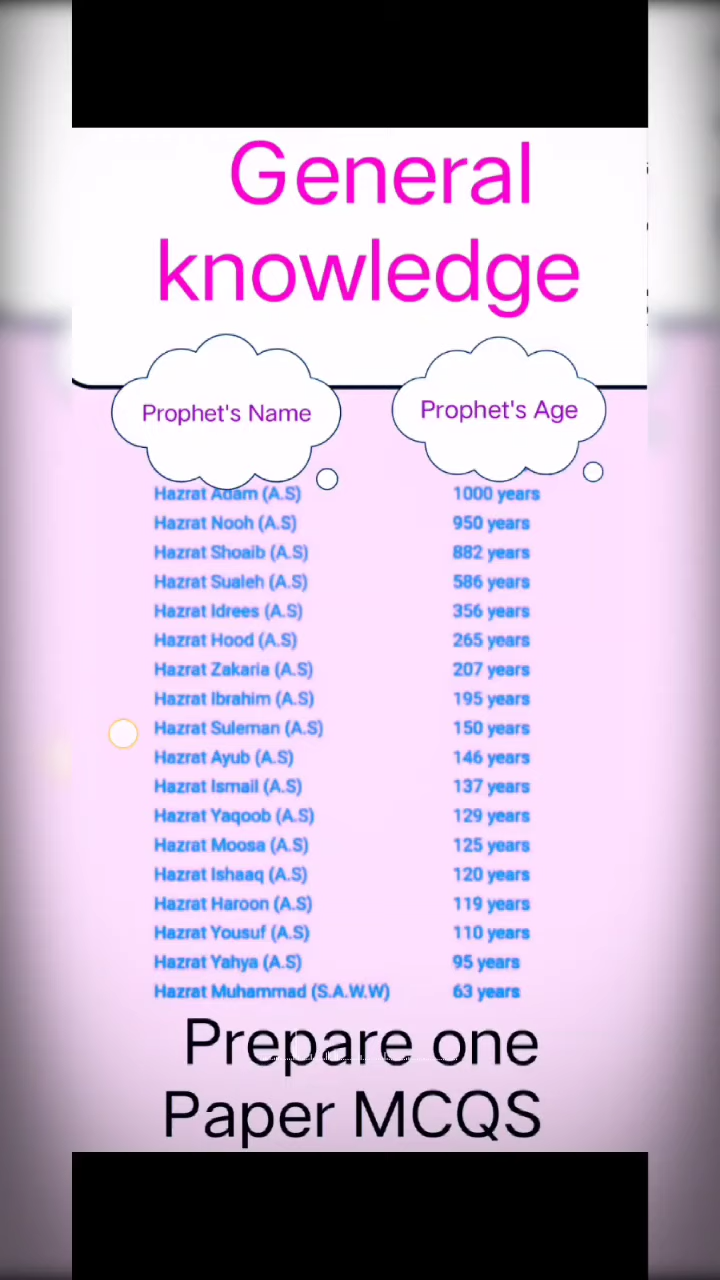 General
knowledge
Prophet's Name Prophet's Age
Hazrat Adam (A.S) 1000 years
Hazrat Nooh (A.S) 950 years
Hazrat Shoaib (A.S) 882 years
Hazrat Sualeh (A.S) 586 years
Hazrat Idrees (A.S) 356 years
Hazrat Hood (A.S) 265 years
Hazrat Zakaria (A.S) 207 years
Hazrat Ibrahim (A.S) 195 years
Hazrat Suleman (A.S) 150 years
Hazrat Ayub (A.S) 146 years
Hazrat Ismail (A.S) 137 years
Hazrat Yaqoob (A.S) 129 years
Hazrat Moosa (A.S) 125 years
Hazrat Ishaaq (A.S) 120 years
Hazrat Haroon (A.S) 119 years
Hazrat Yousuf (A.S) 110 years
Hazrat Yahya (A.S) 95 years
Hazrat Muhammad (S.A.W.W) 63 years
Prepare one
Paper MCQS